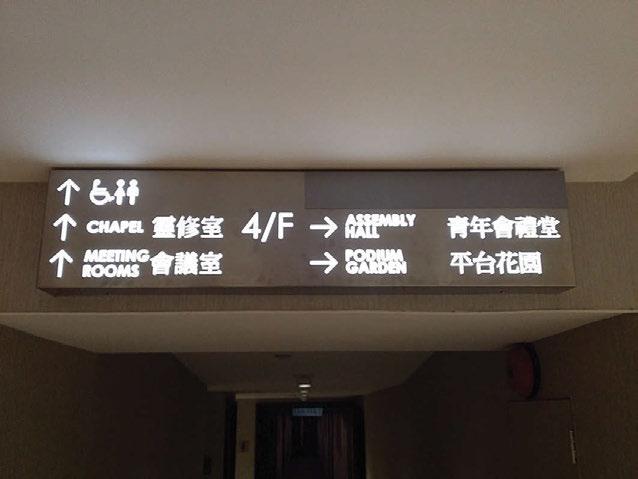 ↑
↑ CHAPEL 靈修室 4/F → ASSEMBLY HALL 青年會禮堂
↑ MEETING ROOMS 會議室 → PODIUM GARDEN 平台花園